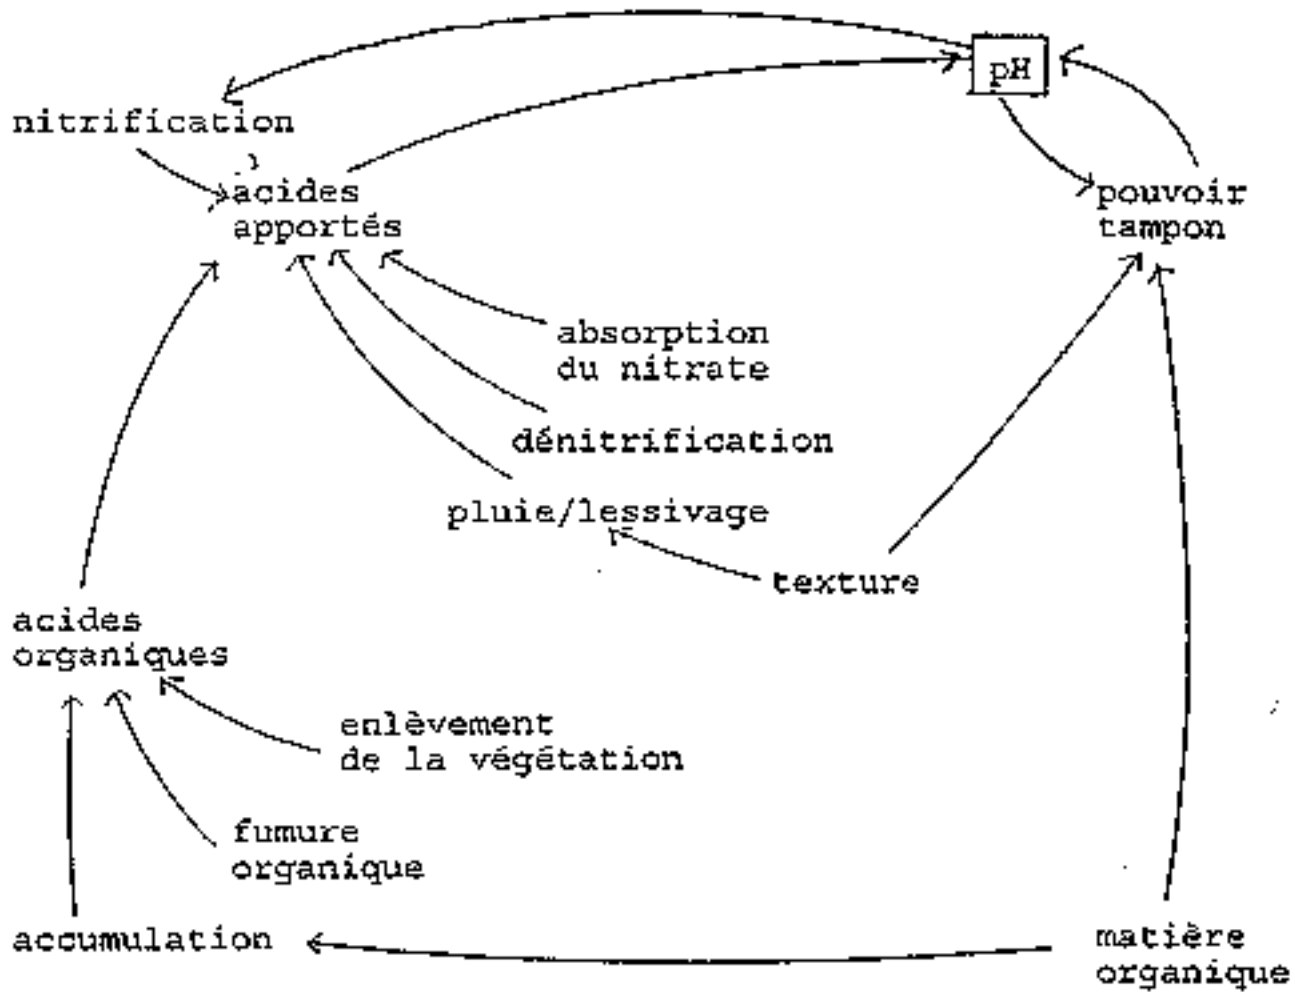 pH
nitrification
acides
apportés
pouvoir
tampon
absorption
du nitrate
dénitrification
pluie/lessivage
texture
acides
organiques
enlèvement
de la végétation
fumure
organique
accumulation
matière
organique